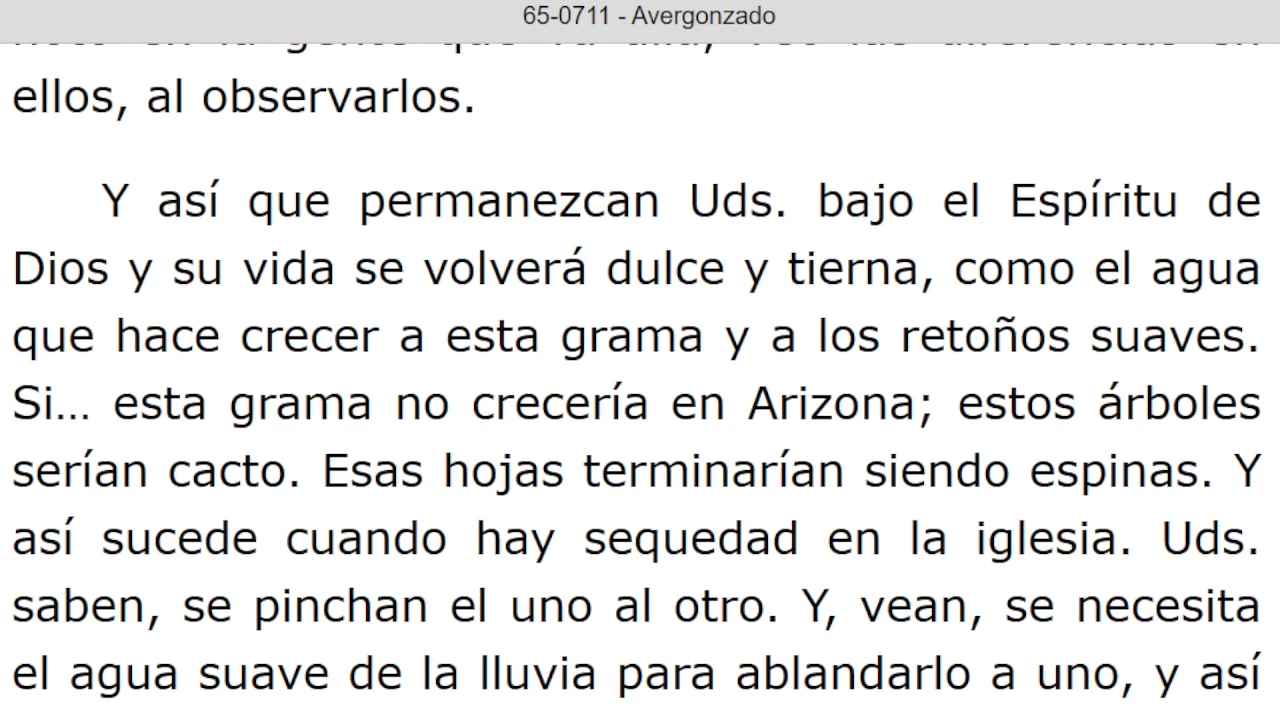 65-0711 - Avergonzado
ellos, al observarlos.
Y así que permanezcan Uds. bajo el Espíritu de
Dios y su vida se volverá dulce y tierna, como el agua
que hace crecer a esta grama y a los retoños suaves.
Si... esta grama no crecería en Arizona; estos árboles
serían cacto. Esas hojas terminarían siendo espinas. Y
así sucede cuando hay sequedad en la iglesia. Uds.
saben, se pinchan el uno al otro. Y, vean, se necesita
el agua suave de la lluvia para ablandarlo a uno, y así